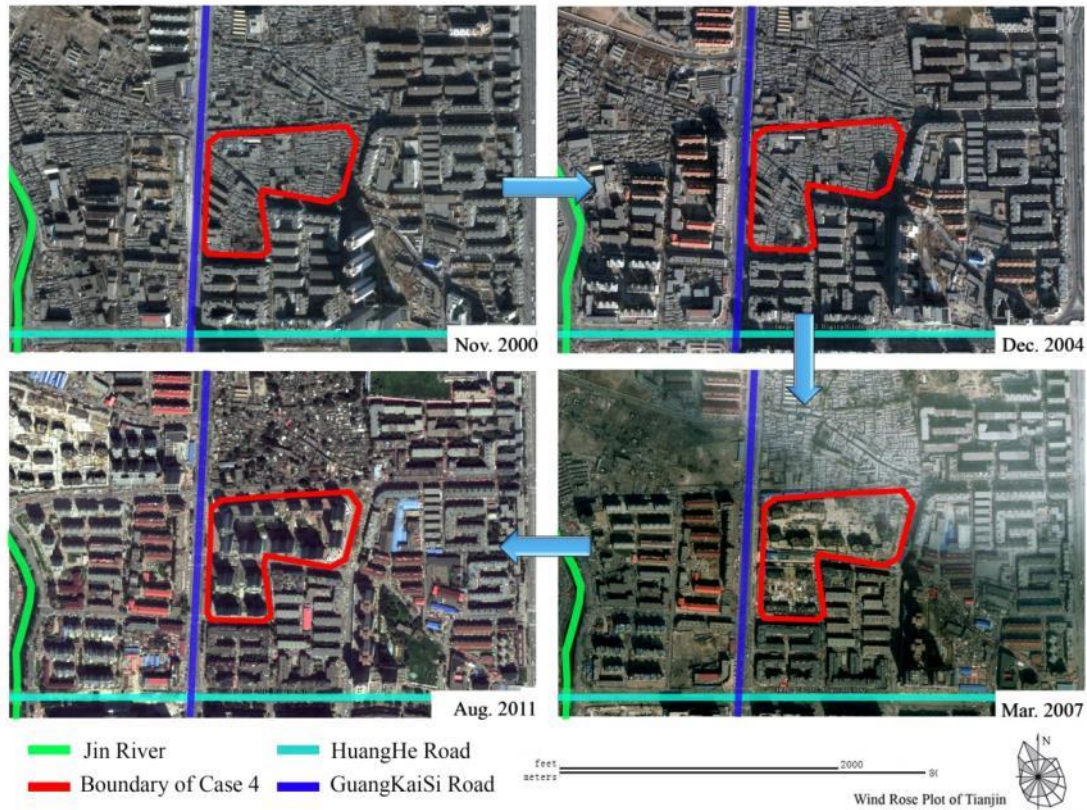 Nov. 2000
Dec. 2004
Aug. 2011
Mar. 2007
Jin River
HuangHe Road
Boundary of Case 4
GuangKaiSi Road
feet
meters
2000
N
Wind Rose Plot of Tianjin